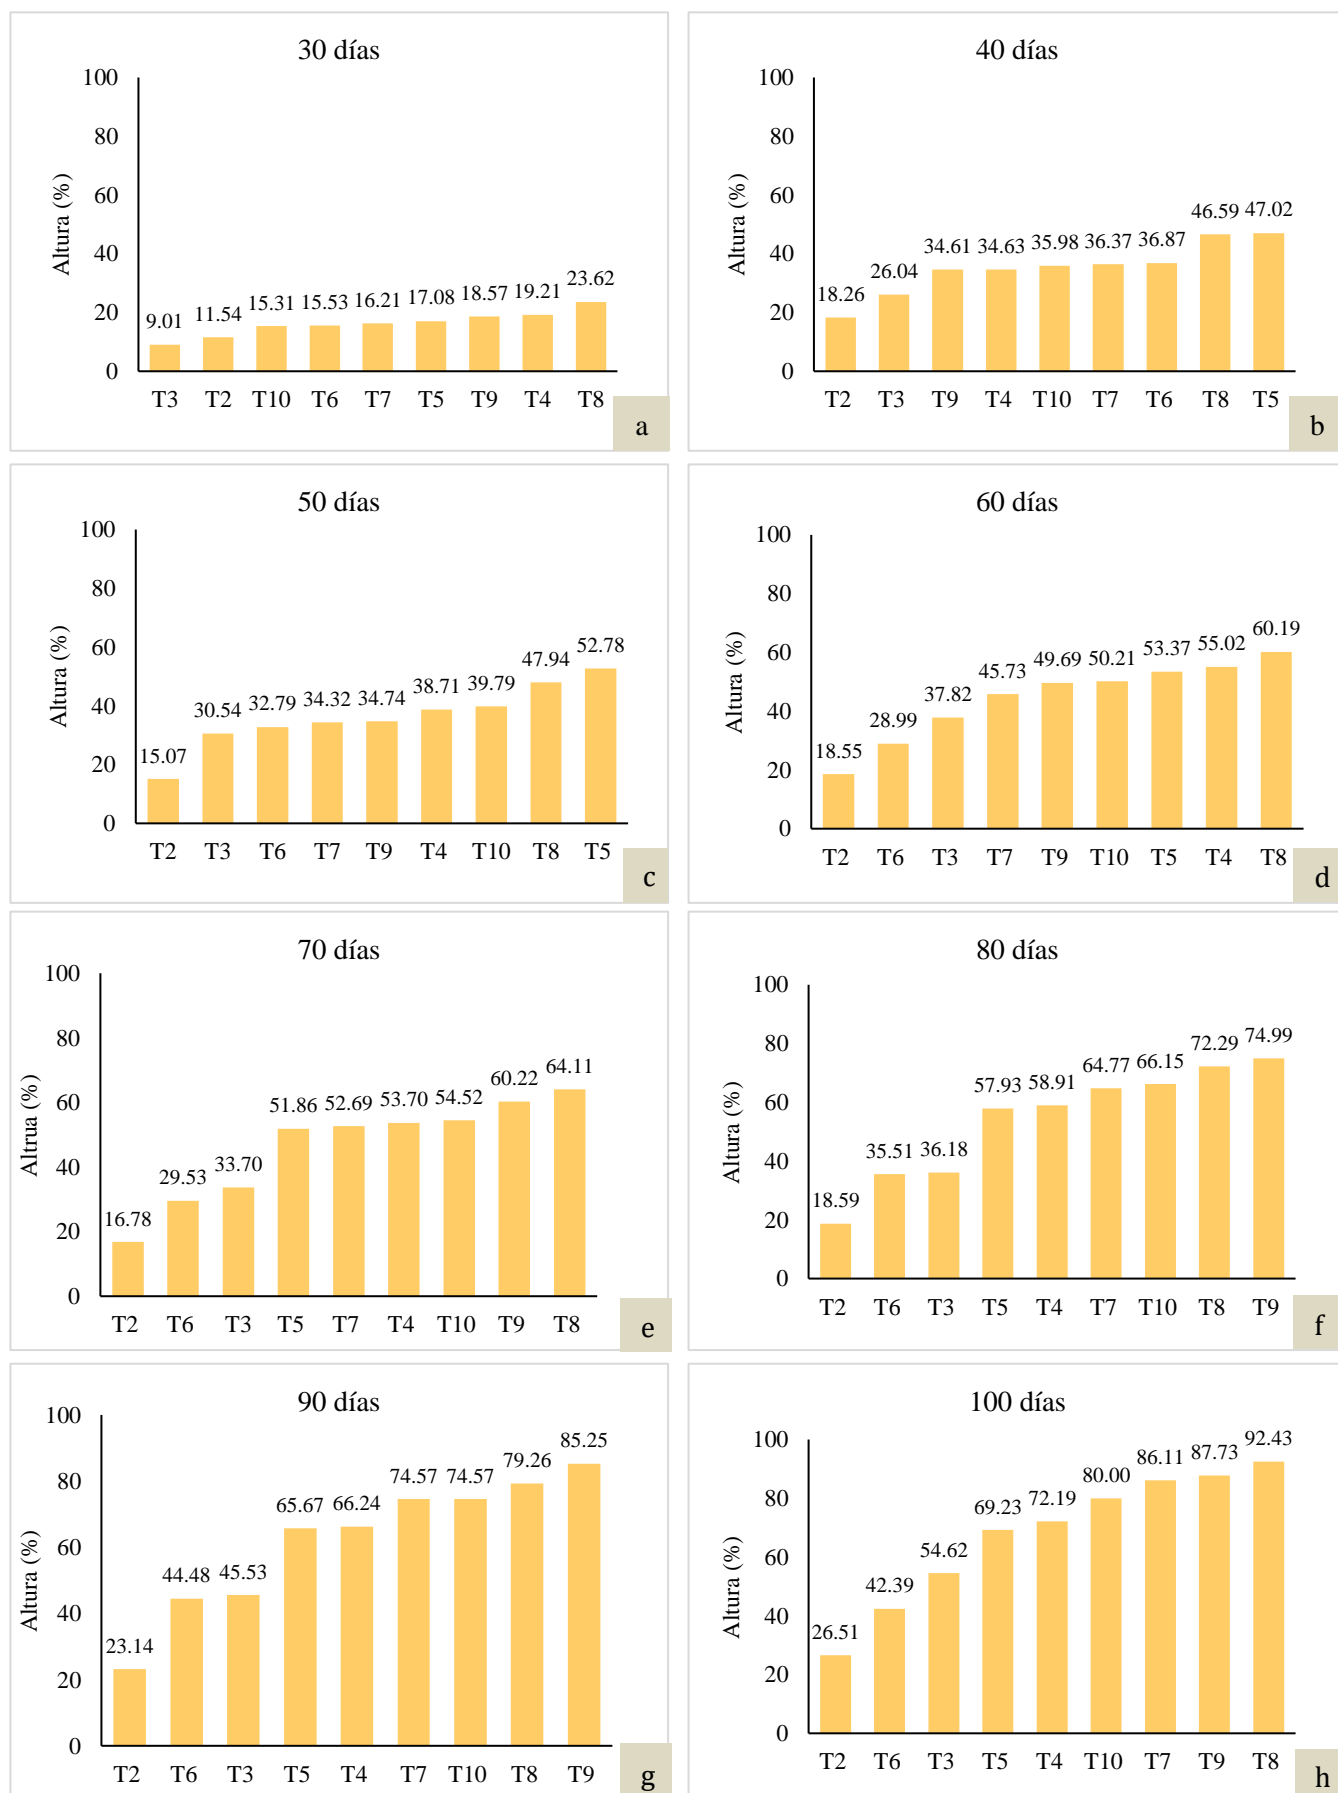 30 días
100
80
60
40
20
0
Altura (%)
9.01 11.54 15.31 15.53 16.21 17.08 18.57 19.21 23.62
T3 T2 T10 T6 T7 T5 T9 T4 T8
a
40 días
100
80
60
40
20
0
Altura (%)
18.26 26.04 34.61 34.63 35.98 36.37 36.87 46.59 47.02
T2 T3 T9 T4 T10 T7 T6 T8 T5
b
50 días
100
80
60
40
20
0
Altura (%)
15.07 30.54 32.79 34.32 34.74 38.71 39.79 47.94 52.78
T2 T3 T6 T7 T9 T4 T10 T8 T5
c
60 días
100
80
60
40
20
0
Altura (%)
18.55 28.99 37.82 45.73 49.69 50.21 53.37 55.02 60.19
T2 T6 T3 T7 T9 T10 T5 T4 T8
d
70 días
100
80
60
40
20
0
Altrua (%)
16.78 29.53 33.70 51.86 52.69 53.70 54.52 60.22 64.11
T2 T6 T3 T5 T7 T4 T10 T9 T8
e
80 días
100
80
60
40
20
0
Altura (%)
18.59 35.51 36.18 57.93 58.91 64.77 66.15 72.29 74.99
T2 T6 T3 T5 T4 T7 T10 T8 T9
f
90 días
100
80
60
40
20
0
Altura (%)
23.14 44.48 45.53 65.67 66.24 74.57 74.57 79.26 85.25
T2 T6 T3 T5 T4 T7 T10 T8 T9
g
100 días
100
80
60
40
20
0
Altura (%)
26.51 42.39 54.62 69.23 72.19 80.00 86.11 87.73 92.43
T2 T6 T3 T5 T4 T10 T7 T9 T8
h